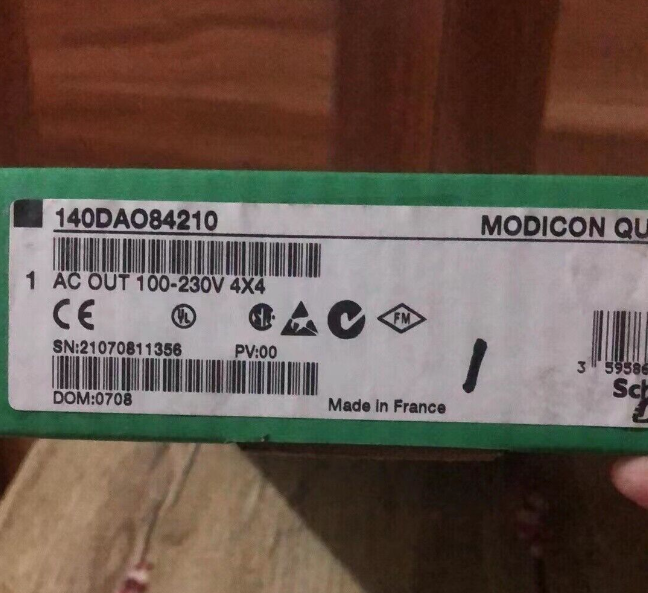 140DAO84210
MODICON QU
1 AC OUT 100-230V 4X4
CE UL FM
SN:21070811356 PV:00
DOM:0708
Made in France
3 59586
Sch